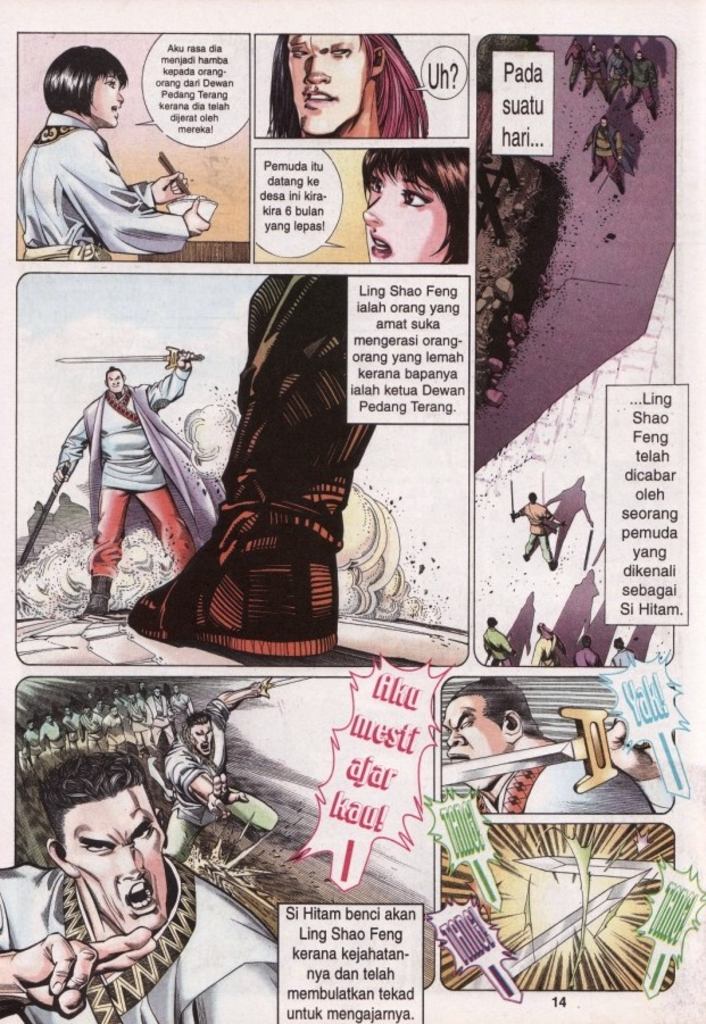 Aku rasa dia
menjadi hamba
kepada orang-
orang dari Dewan
Pedang Terang
kerana dia telah
dijerat oleh
mereka!
Uh?
Pemuda itu
datang ke
desa ini kira-
kira 6 bulan
yang lepas!
Pada
suatu
hari...
Ling Shao Feng
ialah orang yang
amat suka
mengerasi orang-
orang yang lemah
kerana bapanya
ialah ketua Dewan
Pedang Terang.
...Ling
Shao
Feng
telah
dicabar
oleh
seorang
pemuda
yang
dikenali
sebagai
Si Hitam.
Aku
mesti
ajar
kau!
Yak!
Si Hitam benci akan
Ling Shao Feng
kerana kejahatan-
nya dan telah
membulatkan tekad
untuk mengajarnya.
14